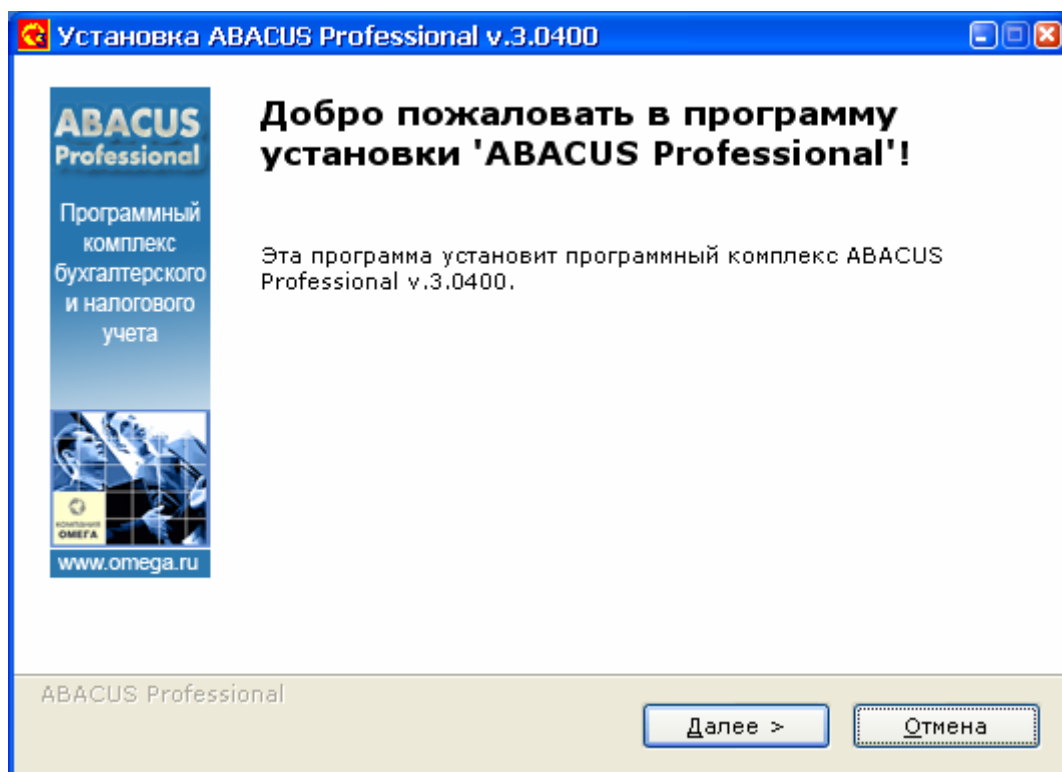 Установка ABACUS Professional v.3.0400
ABACUS
Professional
Программный
комплекс
бухгалтерского
и налогового
учета
КОМПАНИЯ
ОМЕГА
www.omega.ru
Добро пожаловать в программу
установки 'ABACUS Professional'!
Эта программа установит программный комплекс ABACUS
Professional v.3.0400.
ABACUS Professional
Далее >
Отмена